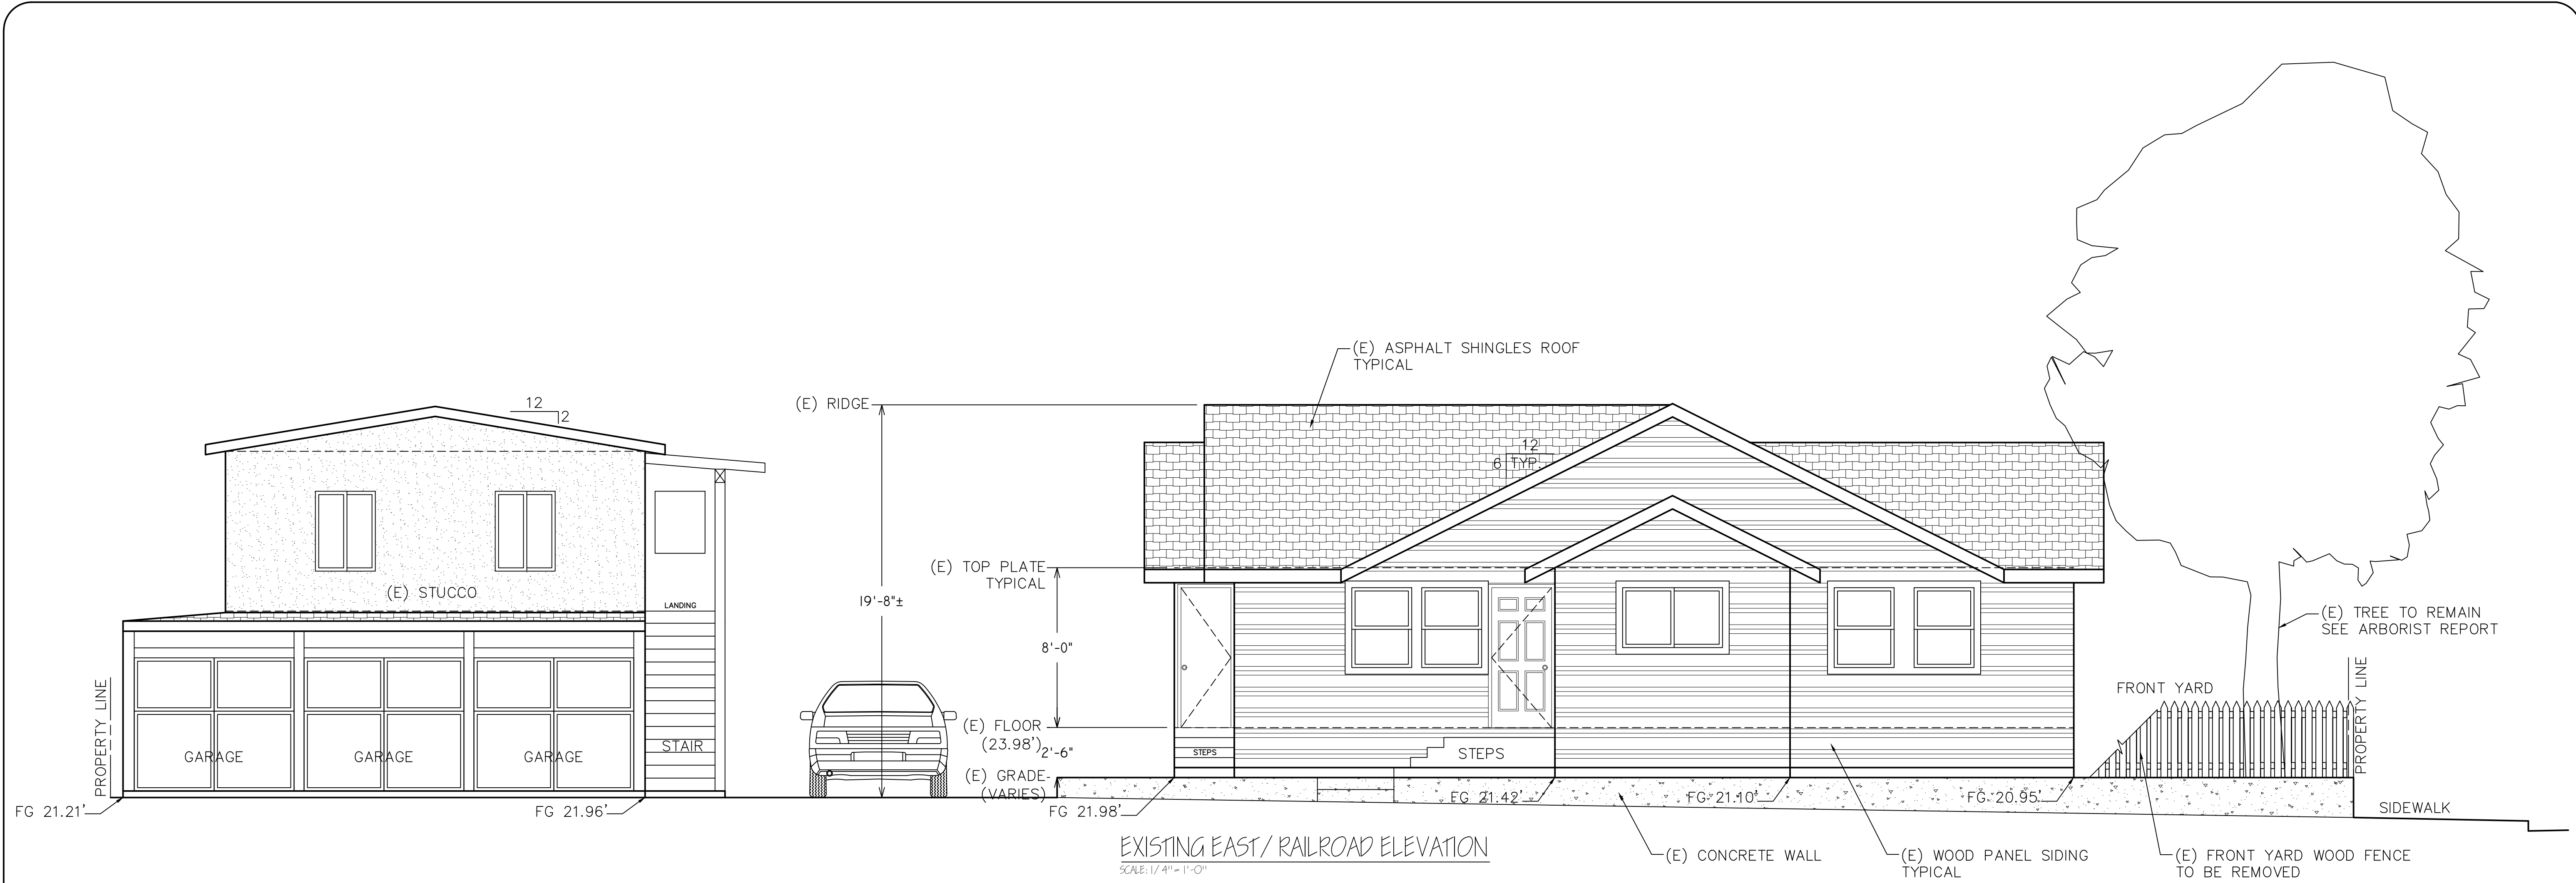 (E) ASPHALT SHINGLES ROOF
TYPICAL
12
2
(E) RIDGE
12
6 TYP.
(E) TOP PLATE
TYPICAL
(E) STUCCO
LANDING
19'-8"±
8'-0"
(E) TREE TO REMAIN
SEE ARBORIST REPORT
PROPERTY LINE
GARAGE
GARAGE
GARAGE
STAIR
(E) FLOOR
(23.98')
2'-6"
(E) GRADE
(VARIES)
STEPS
STEPS
FRONT YARD
PROPERTY LINE
FG 21.21'
FG 21.96'
FG 21.98'
FG 21.42'
FG 21.10'
FG 20.95'
SIDEWALK
EXISTING EAST/ RAILROAD ELEVATION
SCALE: 1/4" = 1'-0"
(E) CONCRETE WALL
(E) WOOD PANEL SIDING
TYPICAL
(E) FRONT YARD WOOD FENCE
TO BE REMOVED